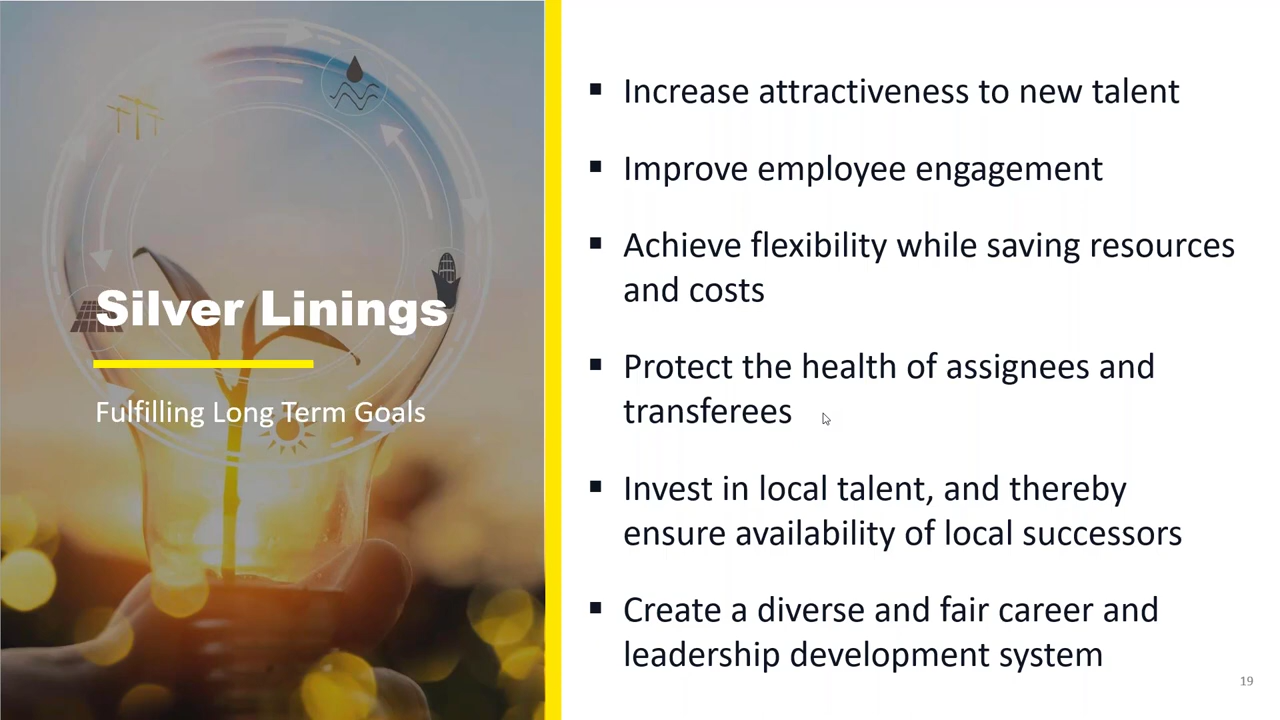 Silver Linings
Fulfilling Long Term Goals
▪ Increase attractiveness to new talent
▪ Improve employee engagement
▪ Achieve flexibility while saving resources
and costs
▪ Protect the health of assignees and
transferees
▪ Invest in local talent, and thereby
ensure availability of local successors
▪ Create a diverse and fair career and
leadership development system
19